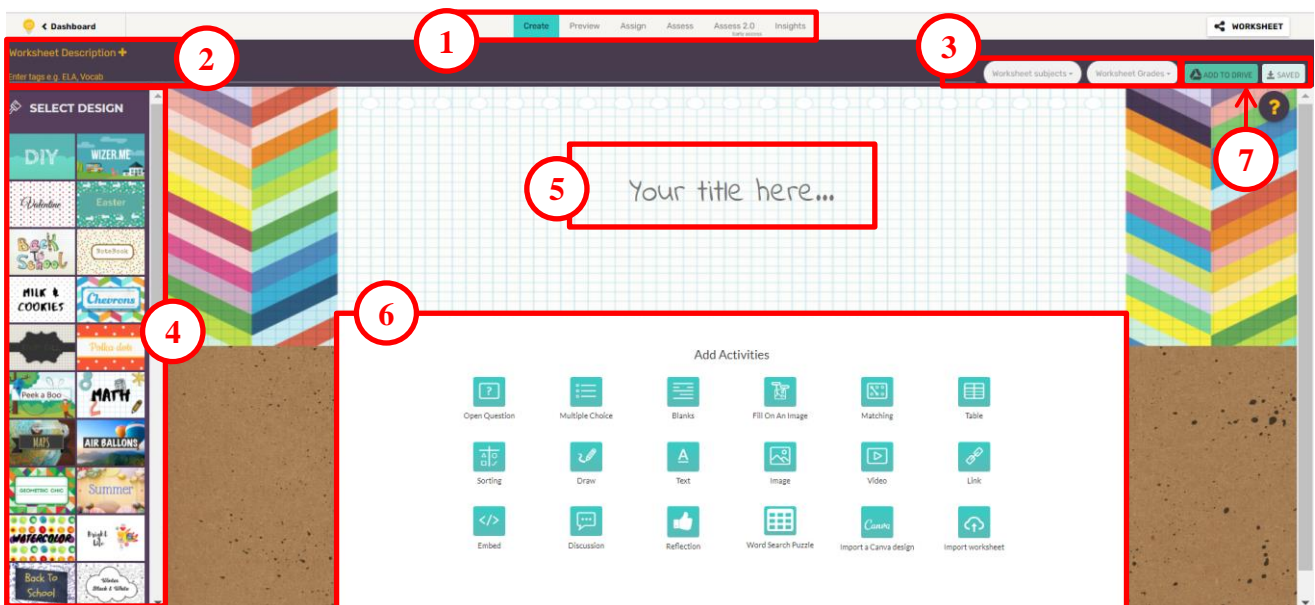 < Dashboard
Create Preview Assign Assess Assess 2.0 Insights
Early access
WORKSHEET
1
2
3
Worksheet Description +
Enter tags e.g. ELA, Vocab
Worksheet subjects
Worksheet Grades
ADD TO DRIVE
SAVED
SELECT DESIGN
?
7
DIY
WIZER.ME
Valentine
Easter
Back To School
NoteBook
MILK & COOKIES
Chevrons
Polka dots
Peek a Boo
MATH
MAPS
AIR BALLONS
GEOMETRIC CHIC
Summer
WATERCOLOR
Bright Life
Back To School
Winter Black & White
4
5
Your title here...
6
Add Activities
?
Open Question Multiple Choice Blanks Fill On An Image Matching Table
A
Sorting Draw Text Image Video Link
</>
Canva
Embed Discussion Reflection Word Search Puzzle Import a Canva design Import worksheet